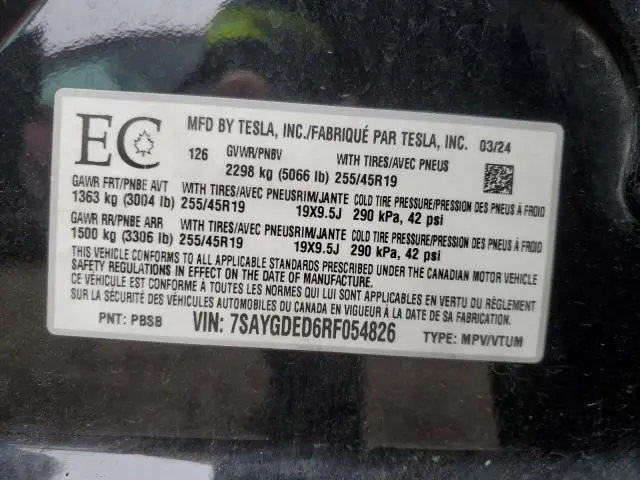 EC MFD BY TESLA, INC./FABRIQUÉ PAR TESLA, INC. 03/24
126 GVWR/PNBV WITH TIRES/AVEC PNEUS
2298 kg (5066 lb) 255/45R19
GAWR FRT/PNBE AVT WITH TIRES/AVEC PNEUS RIM/JANTE COLD TIRE PRESSURE/PRESSION DES PNEUS À FROID
1363 kg (3004 lb) 255/45R19 19X9.5J 290 kPa, 42 psi
GAWR RR/PNBE ARR WITH TIRES/AVEC PNEUS RIM/JANTE COLD TIRE PRESSURE/PRESSION DES PNEUS À FROID
1500 kg (3306 lb) 255/45R19 19X9.5J 290 kPa, 42 psi
THIS VEHICLE CONFORMS TO ALL APPLICABLE STANDARDS PRESCRIBED UNDER THE CANADIAN MOTOR VEHICLE
SAFETY REGULATIONS IN EFFECT ON THE DATE OF MANUFACTURE.
CE VÉHICULE EST CONFORME À TOUTES LES NORMES QUI LUI SONT APPLICABLES EN VERTU DU RÈGLEMENT
SUR LA SÉCURITÉ DES VÉHICULES AUTOMOBILES DU CANADA EN VIGUEUR À LA DATE DE SA FABRICATION.
PNT: PBSB VIN: 7SAYGDED6RF054826 TYPE: MPV/VTUM